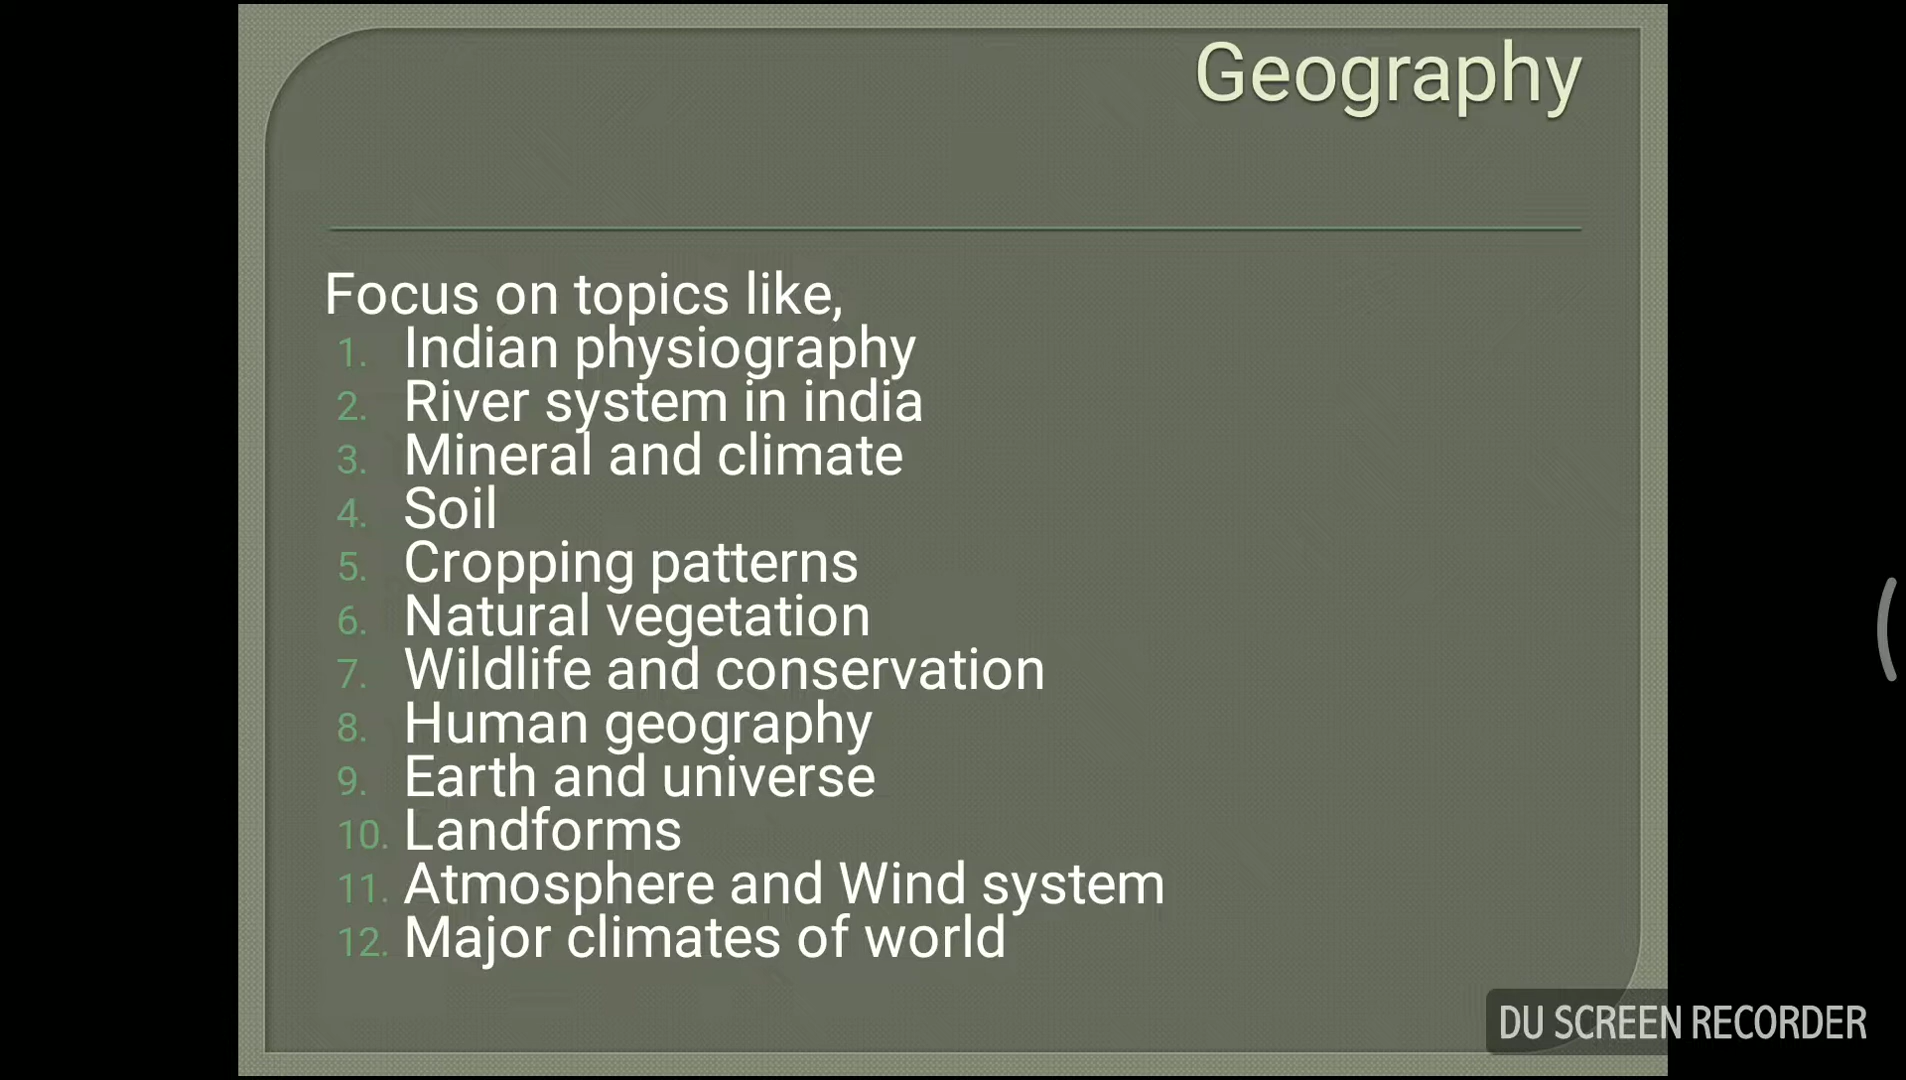 Geography
Focus on topics like,
1. Indian physiography
2. River system in india
3. Mineral and climate
4. Soil
5. Cropping patterns
6. Natural vegetation
7. Wildlife and conservation
8. Human geography
9. Earth and universe
10. Landforms
11. Atmosphere and Wind system
12. Major climates of world
DU SCREEN RECORDER